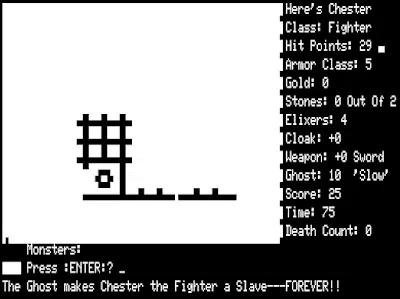 Here's Chester
Class: Fighter
Hit Points: 29
Armor Class: 5
Gold: 0
Stones: 0 Out Of 2
Elixers: 4
Cloak: +0
Weapon: +0 Sword
Ghost: 10 'Slow'
Score: 25
Time: 75
Death Count: 0
Monsters:
Press :ENTER:? _
The Ghost makes Chester the Fighter a Slave---FOREVER!!